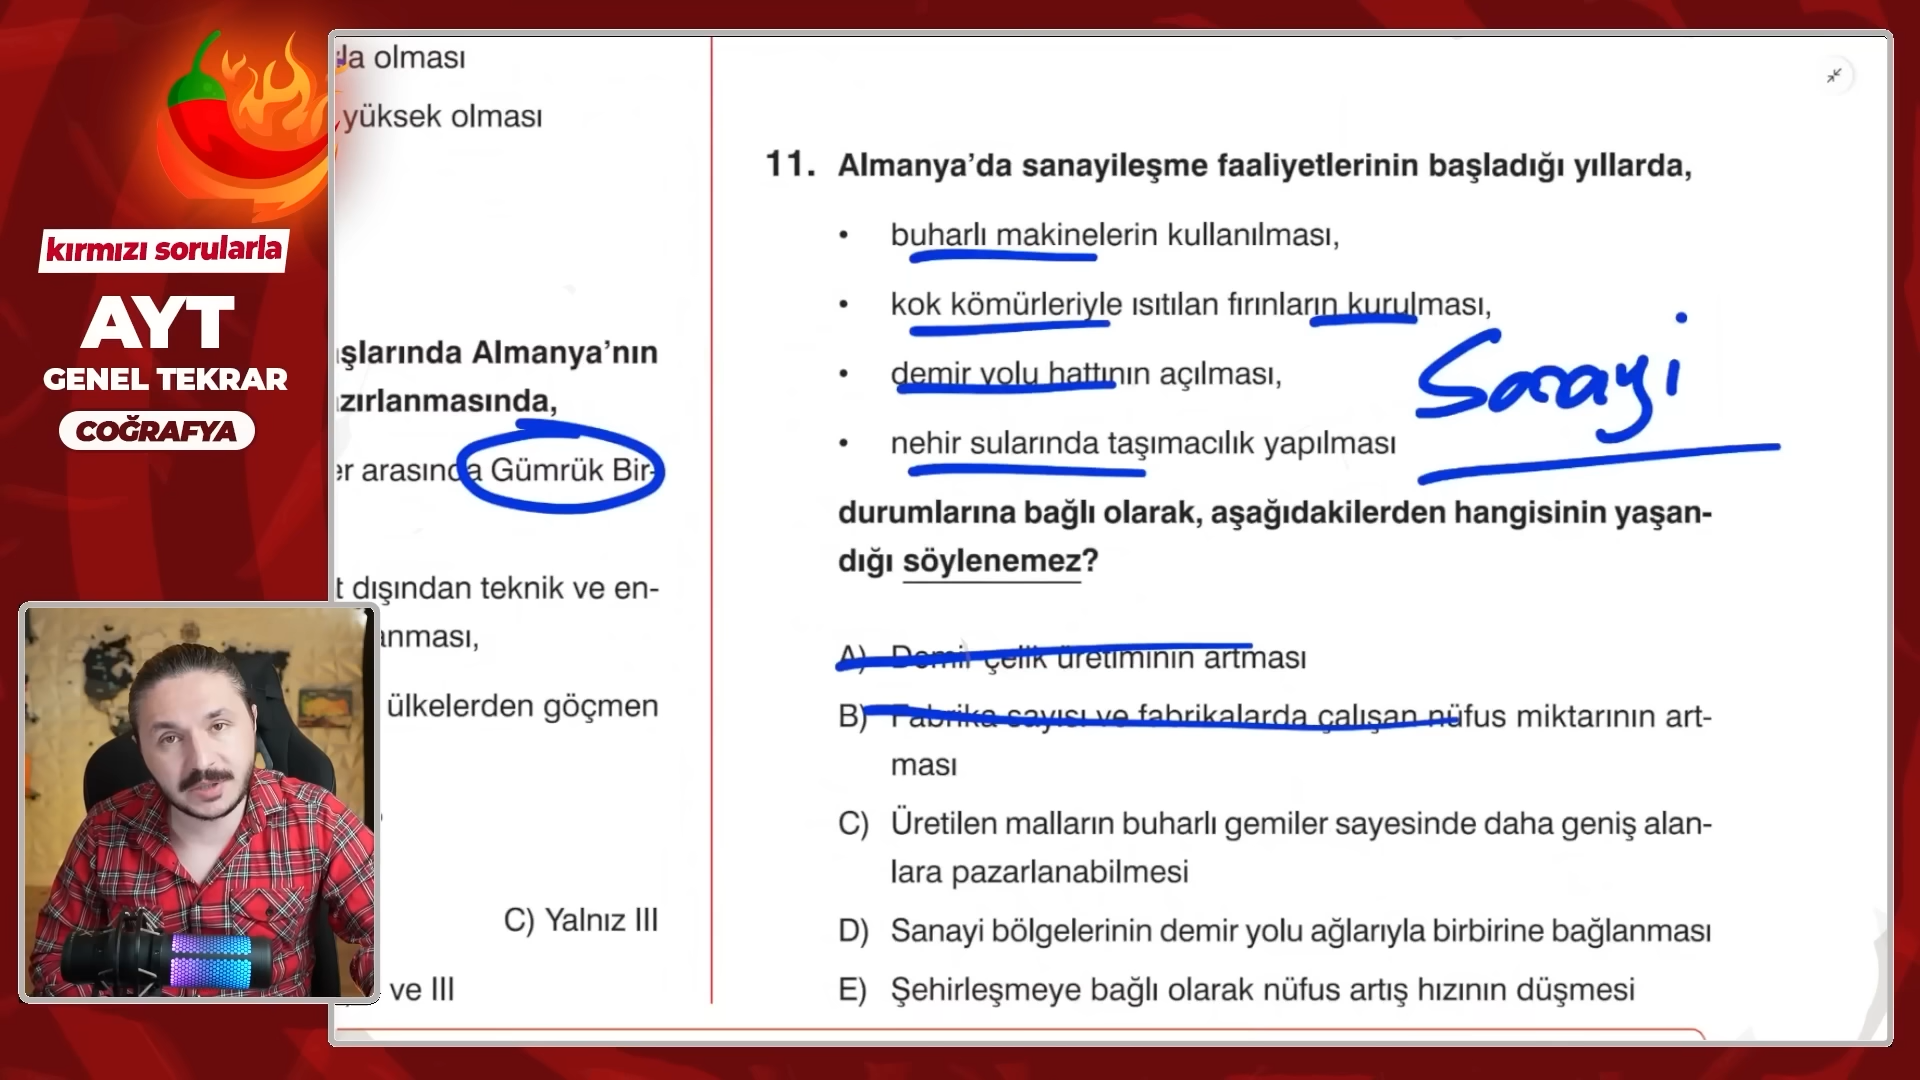 kırmızı sorularla
AYT
GENEL TEKRAR
COĞRAFYA
olması
yüksek olması
şlarında Almanya’nın
zırlanmasında,
er arasında Gümrük Bir-
t dışından teknik ve en-
anması,
ülkelerden göçmen
C) Yalnız III
ve III
11. Almanya’da sanayileşme faaliyetlerinin başladığı yıllarda,
• buharlı makinelerin kullanılması,
• kok kömürleriyle ısıtılan fırınların kurulması,
• demir yolu hattının açılması,
• nehir sularında taşımacılık yapılması
Sanayi
durumlarına bağlı olarak, aşağıdakilerden hangisinin yaşan-
dığı söylenemez?
A) Demir çelik üretiminin artması
B) Fabrika sayısı ve fabrikalarda çalışan nüfus miktarının art-
ması
C) Üretilen malların buharlı gemiler sayesinde daha geniş alan-
lara pazarlanabilmesi
D) Sanayi bölgelerinin demir yolu ağlarıyla birbirine bağlanması
E) Şehirleşmeye bağlı olarak nüfus artış hızının düşmesi